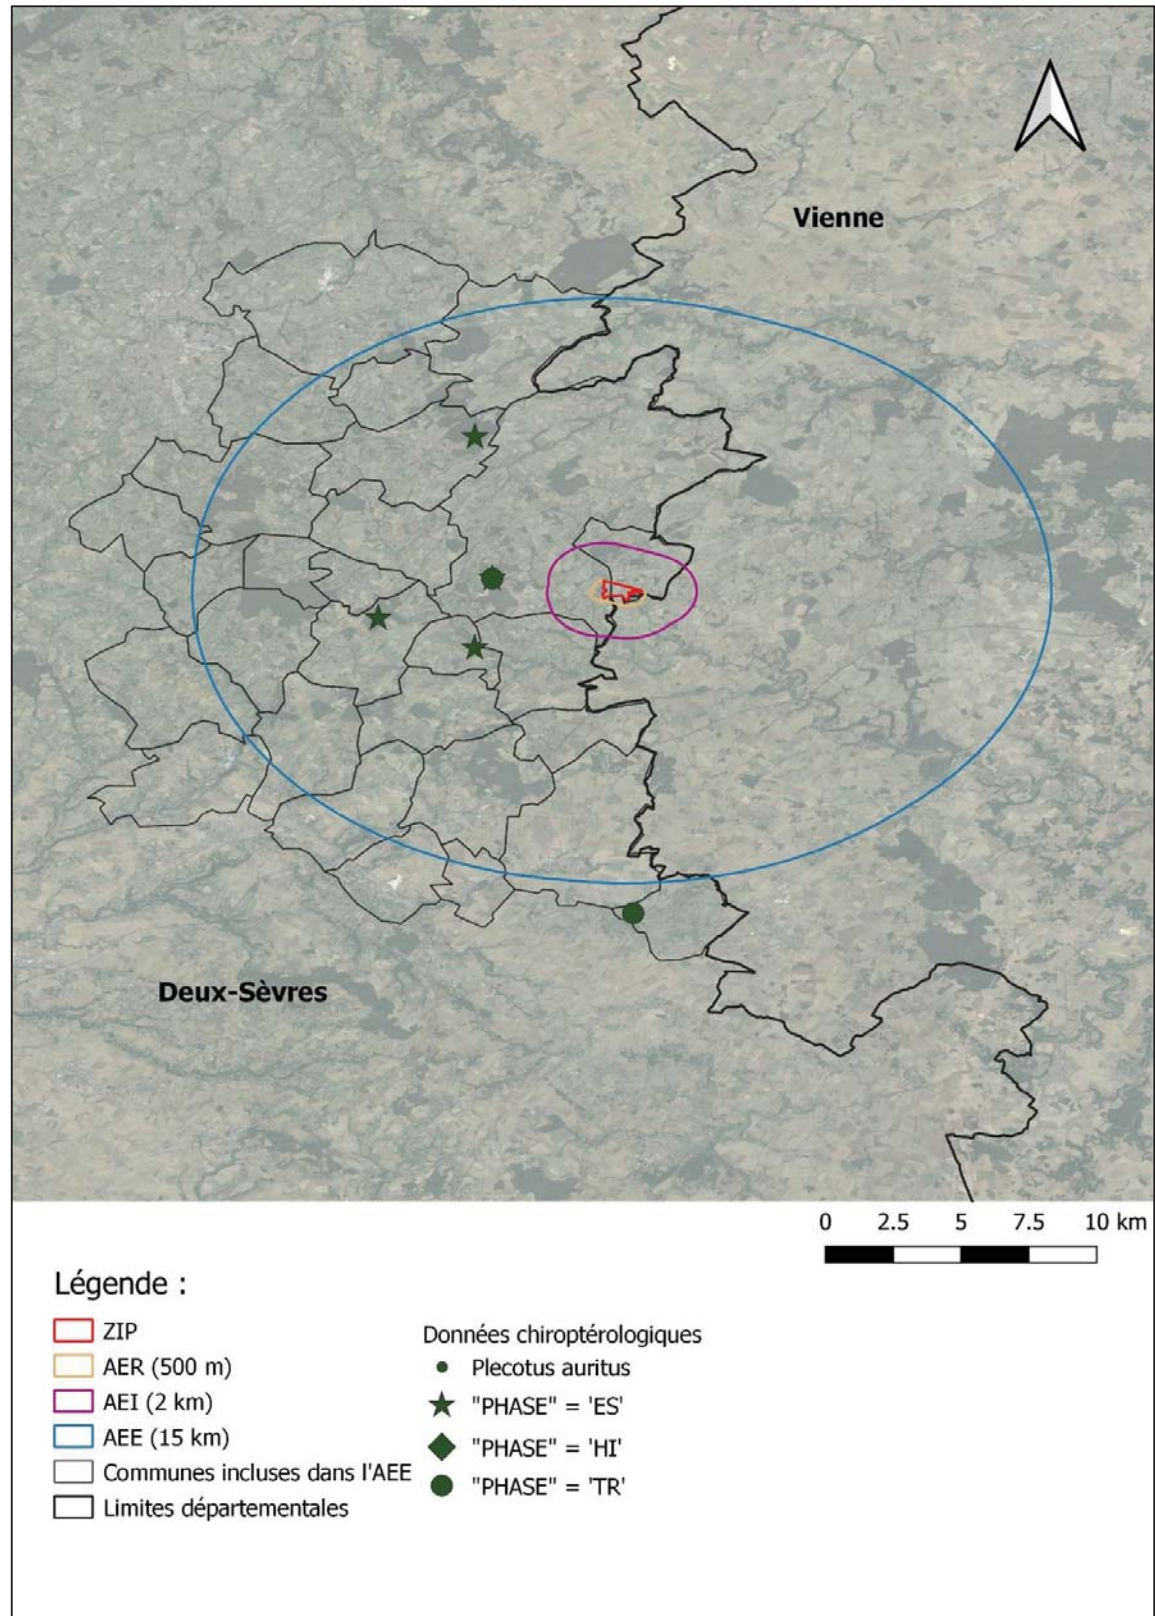 Vienne
Deux-Sèvres
0 2.5 5 7.5 10 km
Légende :
ZIP
AER (500 m)
AEI (2 km)
AEE (15 km)
Communes incluses dans l'AEE
Limites départementales
Données chiroptérologiques
Plecotus auritus
"PHASE" = 'ES'
"PHASE" = 'HI'
"PHASE" = 'TR'